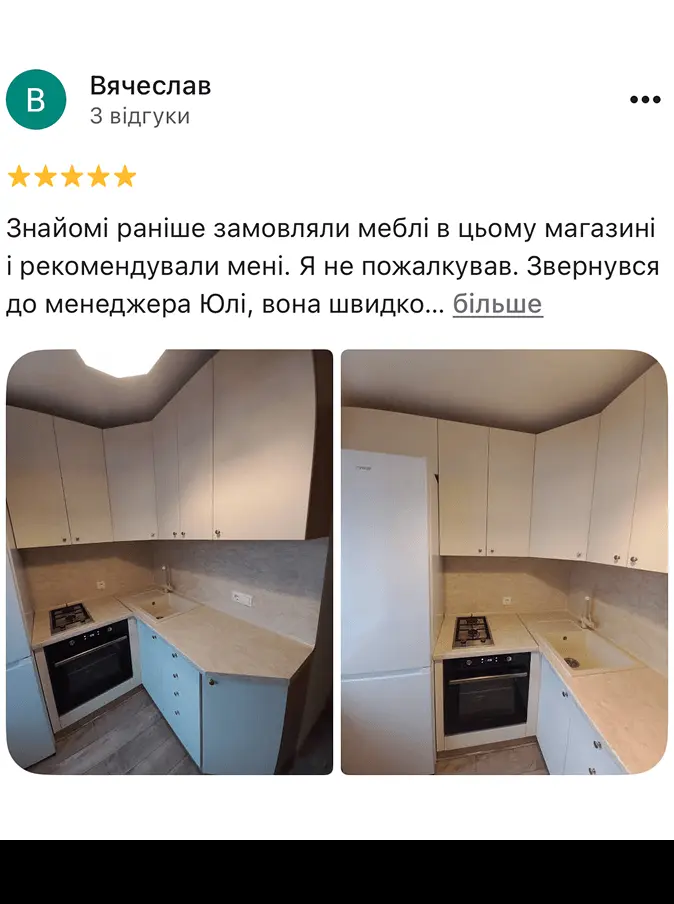 В
Вячеслав
3 відгуки
Знайомі раніше замовляли меблі в цьому магазині
і рекомендували мені. Я не пожалкував. Звернувся
до менеджера Юлі, вона швидко... більше